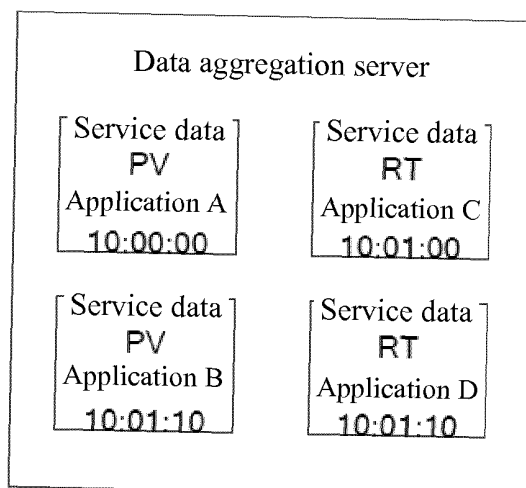 Data aggregation server
Service data
PV
Application A
10:00:00
Service data
RT
Application C
10:01:00
Service data
PV
Application B
10:01:10
Service data
RT
Application D
10:01:10